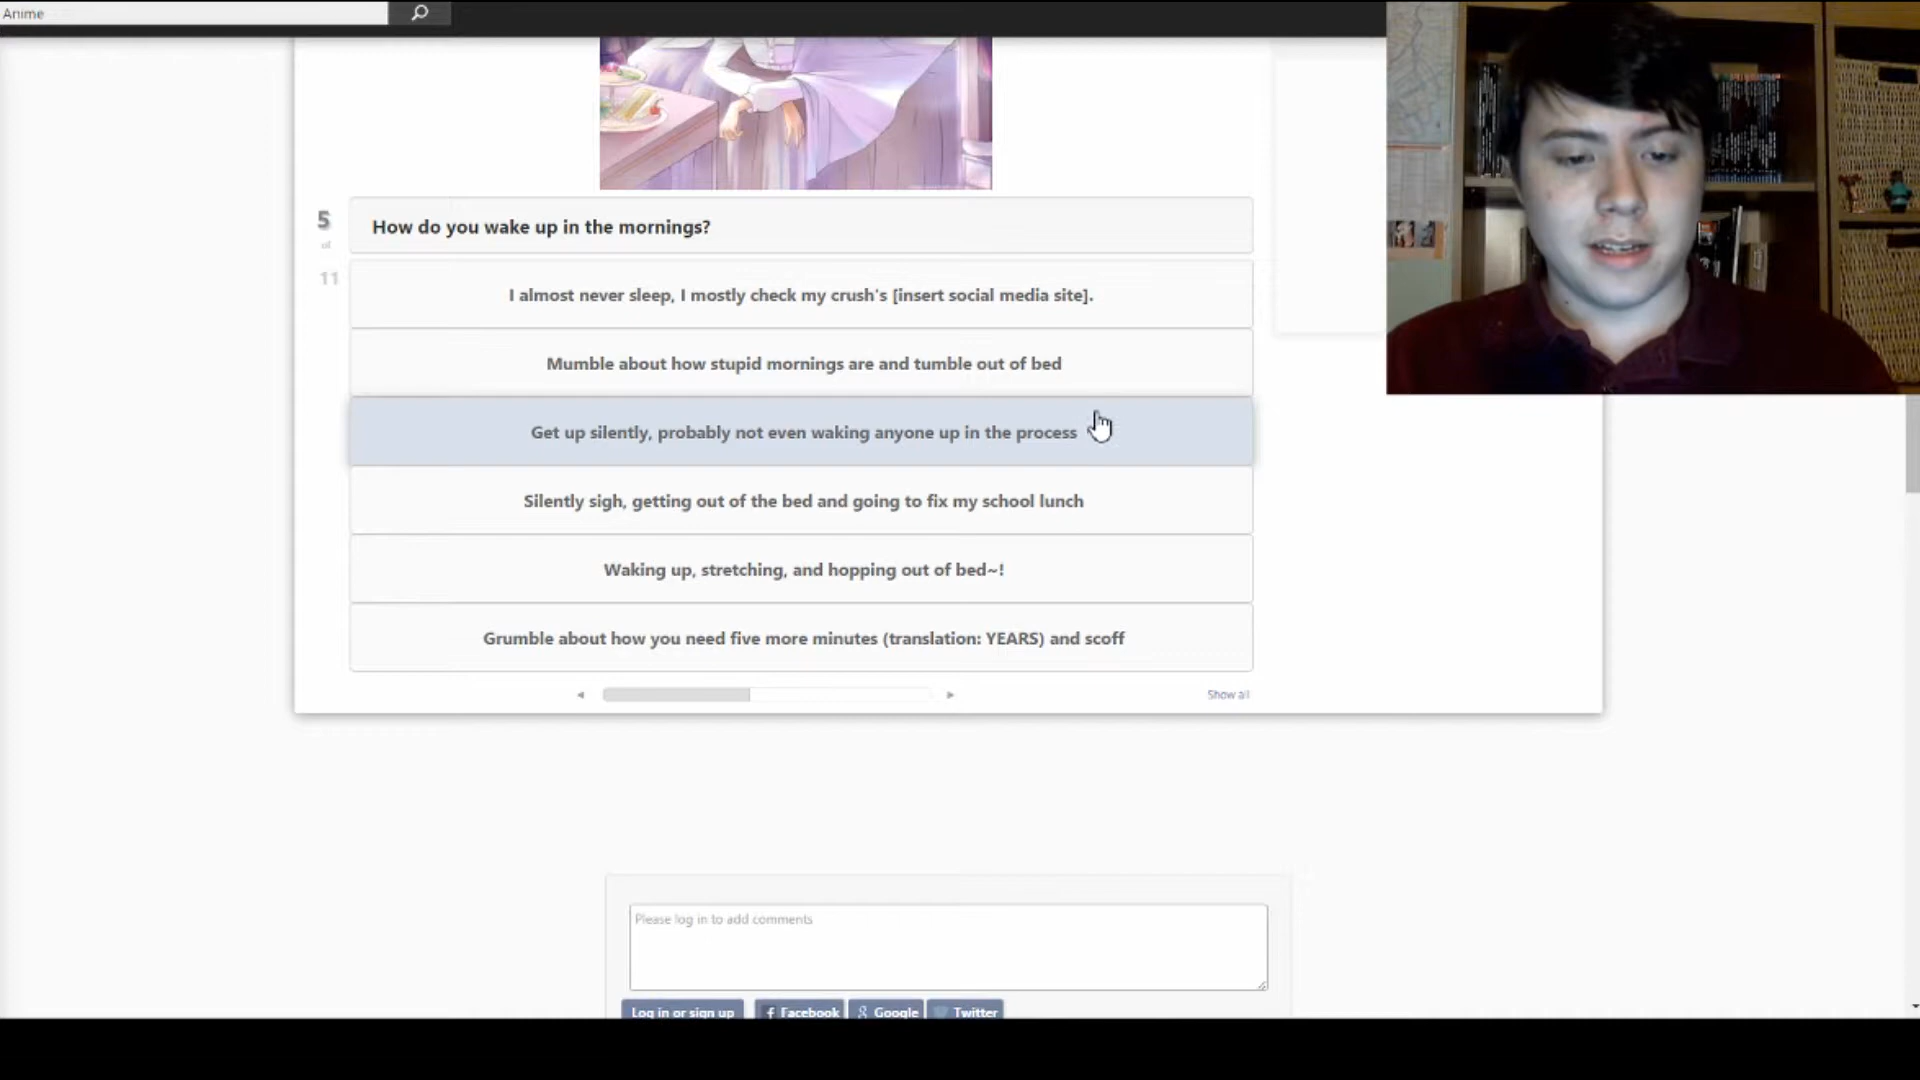 Anime
5
of
How do you wake up in the mornings?
11
I almost never sleep, I mostly check my crush's [insert social media site].
Mumble about how stupid mornings are and tumble out of bed
Get up silently, probably not even waking anyone up in the process
Silently sigh, getting out of the bed and going to fix my school lunch
Waking up, stretching, and hopping out of bed~!
Grumble about how you need five more minutes (translation: YEARS) and scoff
Show all
Please log in to add comments
Log in or sign up
Facebook
Google
Twitter